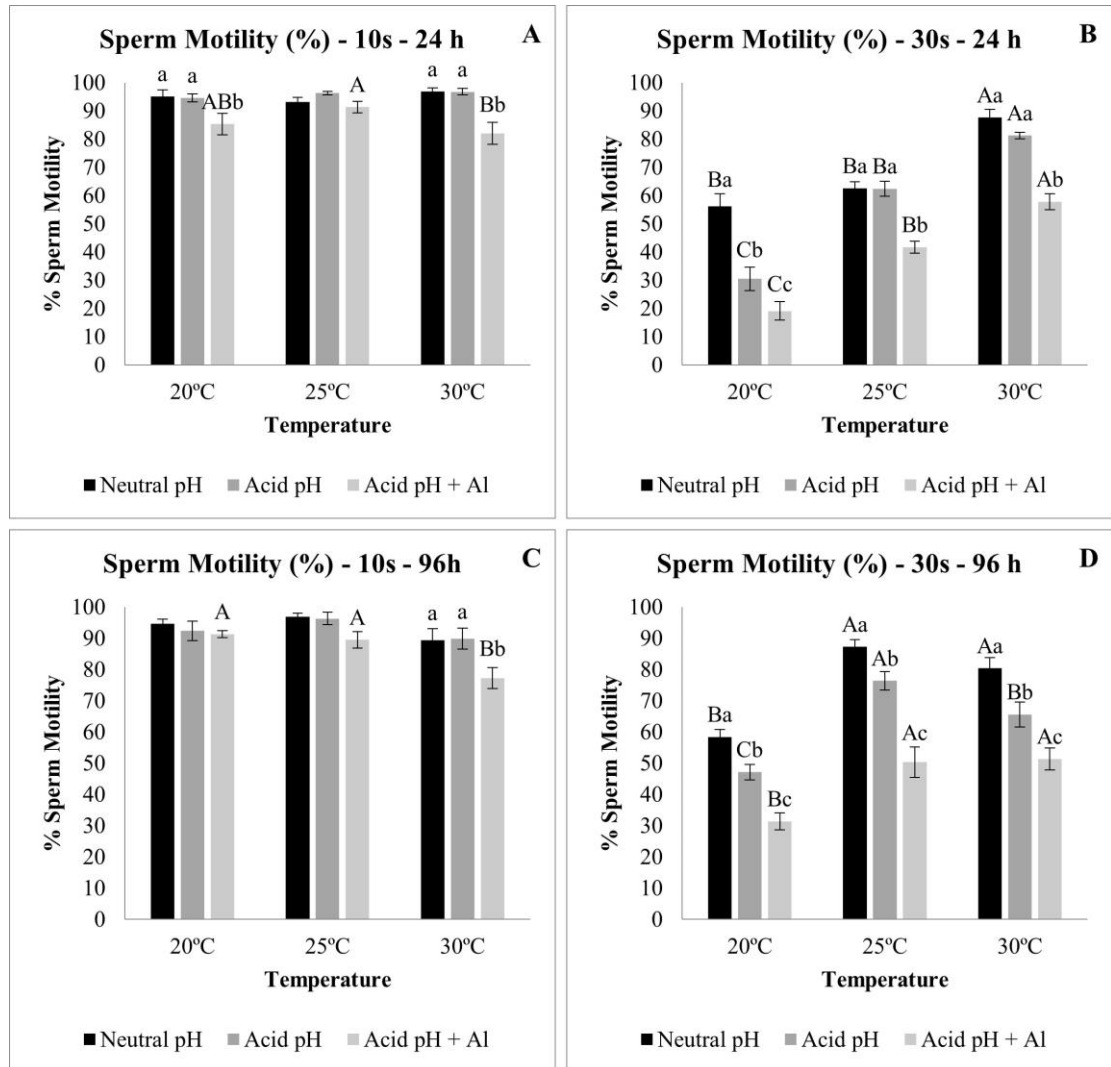 Sperm Motility (%) - 10s - 24 h A
100
90
80
70
60
50
40
30
20
10
0
% Sperm Motility
a a ABb A a a Bb
20ºC 25ºC 30ºC
Temperature
Neutral pH Acid pH Acid pH + Al
Sperm Motility (%) - 30s - 24 h B
100
90
80
70
60
50
40
30
20
10
0
% Sperm Motility
Ba Cb Cc Ba Ba Bb Aa Aa Ab
20ºC 25ºC 30ºC
Temperature
Neutral pH Acid pH Acid pH + Al
Sperm Motility (%) - 10s - 96h C
100
90
80
70
60
50
40
30
20
10
0
% Sperm Motility
A A a a Bb
20ºC 25ºC 30ºC
Temperature
Neutral pH Acid pH Acid pH + Al
Sperm Motility (%) - 30s - 96 h D
100
90
80
70
60
50
40
30
20
10
0
% Sperm Motility
Ba Cb Bc Aa Ab Ac Aa Bb Ac
20ºC 25ºC 30ºC
Temperature
Neutral pH Acid pH Acid pH + Al